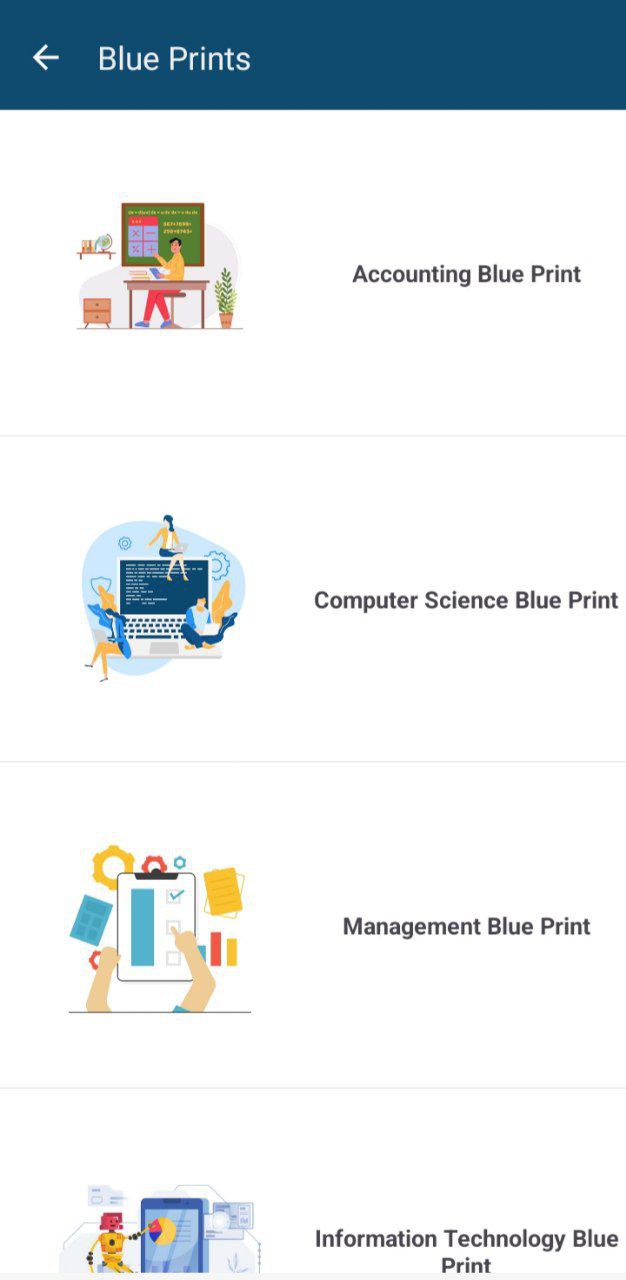 Blue Prints
Accounting Blue Print
Computer Science Blue Print
Management Blue Print
Information Technology Blue
Print